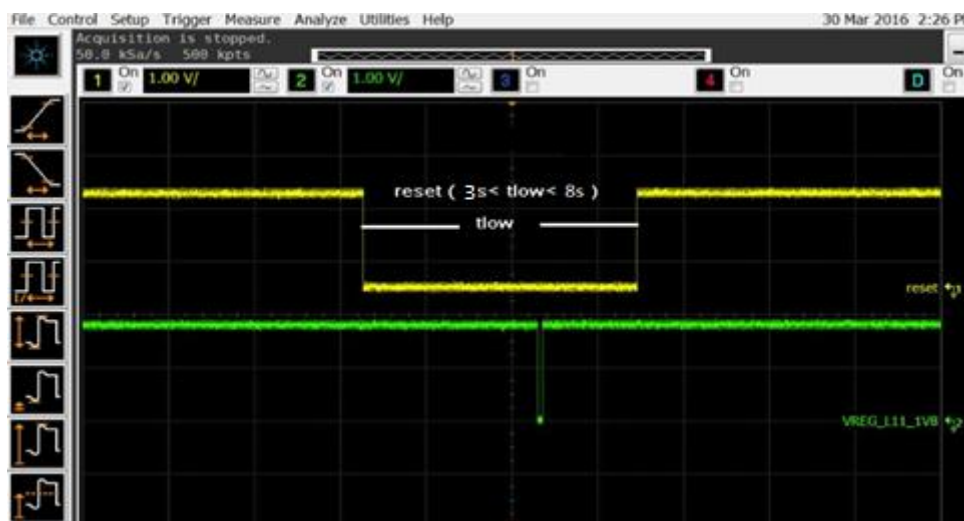 File Control Setup Trigger Measure Analyze Utilities Help 30 Mar 2016 2:26 P
Acquisition is stopped.
50.0 kSa/s 500 kpts
1 On 1.00 V/ 2 On 1.00 V/ 3 On 4 On D On
reset ( 3s< tlow< 8s )
tlow
reset
VREG_L11_1V8